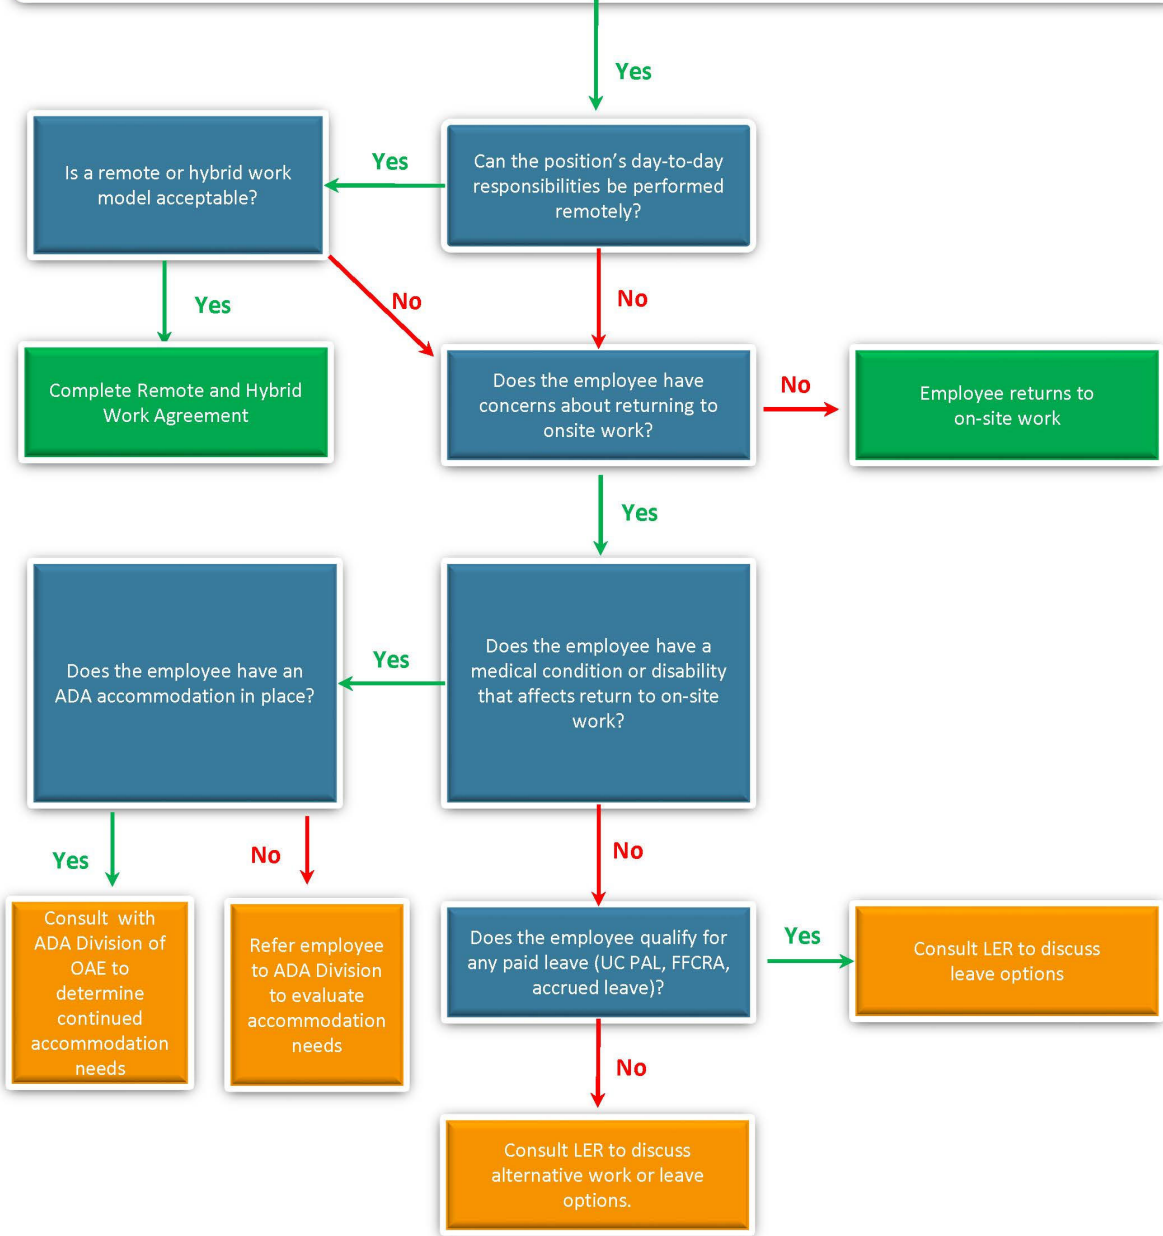 Yes
Is a remote or hybrid work
model acceptable?
Yes
Can the position’s day-to-day
responsibilities be performed
remotely?
Yes
No
No
Complete Remote and Hybrid
Work Agreement
Does the employee have
concerns about returning to
onsite work?
No
Employee returns to
on-site work
Yes
Does the employee have an
ADA accommodation in place?
Yes
Does the employee have a
medical condition or disability
that affects return to on-site
work?
Yes
No
No
Consult with
ADA Division of
OAE to
determine
continued
accommodation
needs
Refer employee
to ADA Division
to evaluate
accommodation
needs
Does the employee qualify for
any paid leave (UC PAL, FFCRA,
accrued leave)?
Yes
Consult LER to discuss
leave options
No
Consult LER to discuss
alternative work or leave
options.